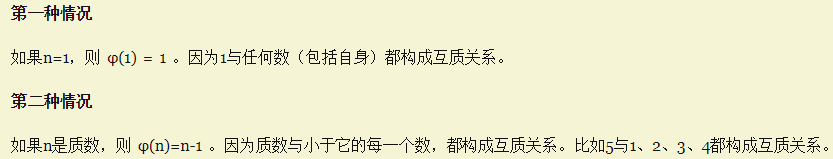 第一种情况
如果n=1，则 φ(1) = 1 。因为1与任何数（包括自身）都构成互质关系。
第二种情况
如果n是质数，则 φ(n)=n-1 。因为质数与小于它的每一个数，都构成互质关系。比如5与1、2、3、4都构成互质关系。